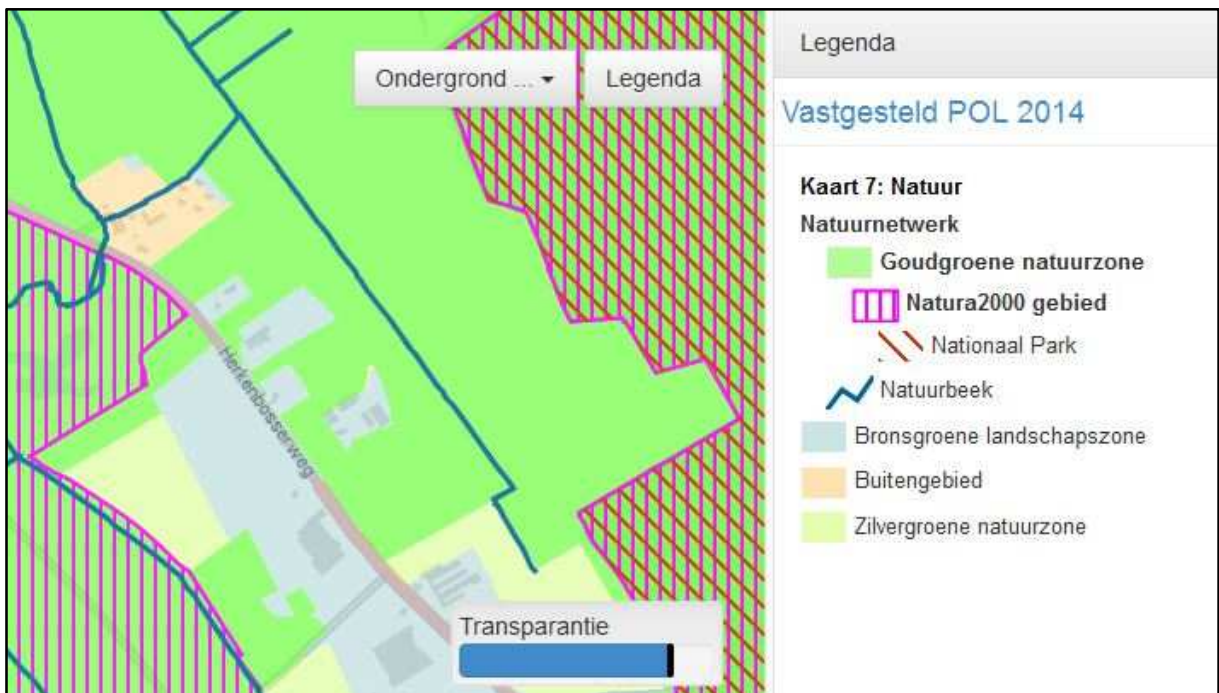 Ondergrond ...
Legenda
Herkenbosserweg
Transparantie
Legenda
Vastgesteld POL 2014
Kaart 7: Natuur
Natuurnetwerk
Goudgroene natuurzone
Natura2000 gebied
Nationaal Park
Natuurbeek
Bronsgroene landschapszone
Buitengebied
Zilvergroene natuurzone